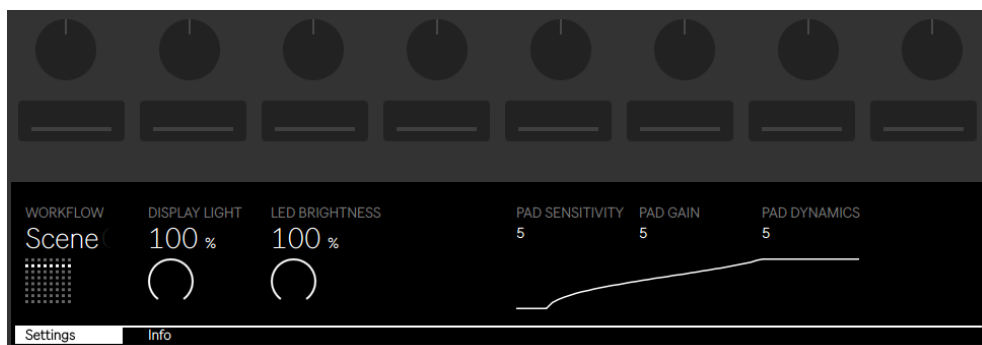 WORKFLOW DISPLAY LIGHT LED BRIGHTNESS PAD SENSITIVITY PAD GAIN PAD DYNAMICS
Scene 100 % 100 % 5 5 5
Settings Info